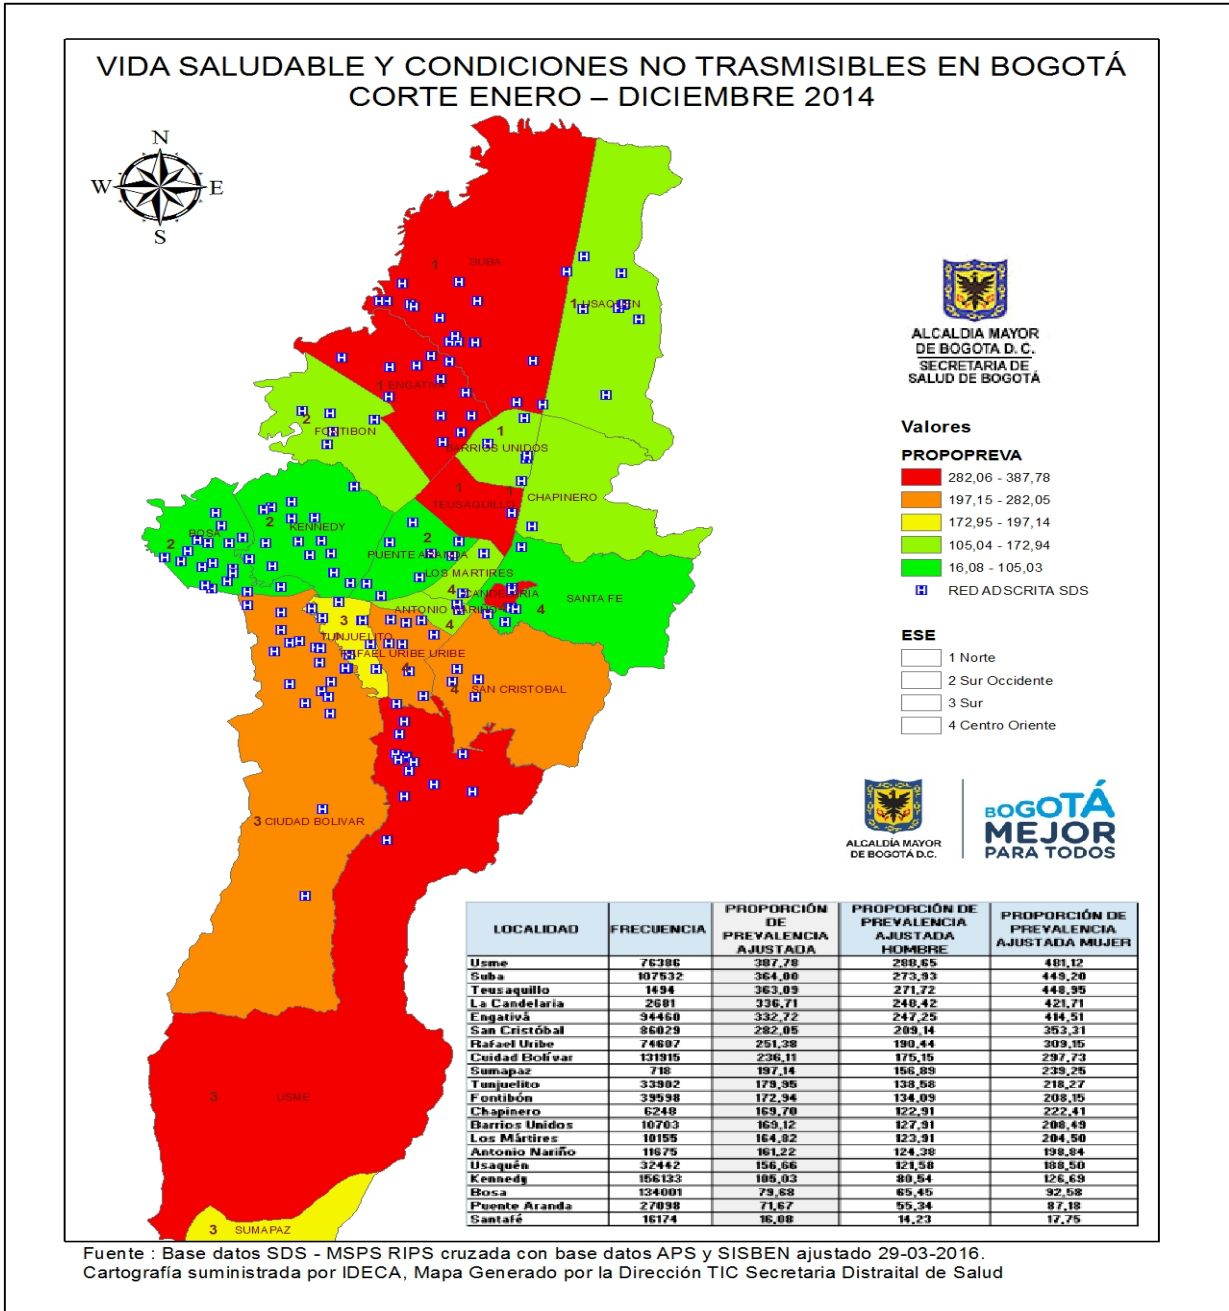 VIDA SALUDABLE Y CONDICIONES NO TRASMISIBLES EN BOGOTÁ
CORTE ENERO – DICIEMBRE 2014
N
W E
S
1 SUBA
1 USAQUEN
1 ENGATIVA
2
FONTIBON
1
BARRIOS UNIDOS
1
TEUSAQUILLO
1
CHAPINERO
2
KENNEDY
BOSA
2
2
PUENTE ARANDA
LOS MARTIRES
4
CANDELARIA
4
SANTA FE
ANTONIO NARIÑO
4
3
TUNJUELITO
RAFAEL URIBE URIBE
4
4 SAN CRISTOBAL
3 CIUDAD BOLIVAR
3 USME
3 SUMAPAZ
ALCALDIA MAYOR
DE BOGOTA D. C.
SECRETARIA DE
SALUD DE BOGOTÁ
Valores
PROPOPREVA
282,06 - 387,78
197,15 - 282,05
172,95 - 197,14
105,04 - 172,94
16,08 - 105,03
H RED ADSCRITA SDS
ESE
1 Norte
2 Sur Occidente
3 Sur
4 Centro Oriente
ALCALDÍA MAYOR
DE BOGOTÁ D.C.
BOGOTÁ
MEJOR
PARA TODOS
LOCALIDAD FRECUENCIA PROPORCIÓN DE PREVALENCIA AJUSTADA PROPORCIÓN DE PREVALENCIA AJUSTADA HOMBRE PROPORCIÓN DE PREVALENCIA AJUSTADA MUJER
Usme 76386 387,78 288,65 481,12
Suba 107532 364,00 273,93 449,20
Teusaquillo 1494 363,09 271,72 448,95
La Candelaria 2681 336,71 248,42 421,71
Engativá 94460 332,72 247,25 414,51
San Cristóbal 86029 282,05 209,14 353,31
Rafael Uribe 74607 251,38 190,44 309,15
Cuidad Bolívar 131915 236,11 175,15 297,73
Sumapaz 718 197,14 156,89 239,25
Tunjuelito 33902 179,95 138,58 218,27
Fontibón 39598 172,94 134,09 208,15
Chapinero 6248 169,70 122,91 222,41
Barrios Unidos 10703 169,12 127,91 208,49
Los Mártires 10155 164,82 123,91 204,50
Antonio Nariño 11675 161,22 124,38 198,84
Usaquén 32442 156,66 121,58 188,50
Kennedy 156133 105,03 80,54 126,69
Bosa 134001 79,68 65,45 92,58
Puente Aranda 27098 71,67 55,34 87,18
Santafé 16174 16,08 14,23 17,75
Fuente : Base datos SDS - MSPS RIPS cruzada con base datos APS y SISBEN ajustado 29-03-2016.
Cartografía suministrada por IDECA, Mapa Generado por la Dirección TIC Secretaria Distraital de Salud